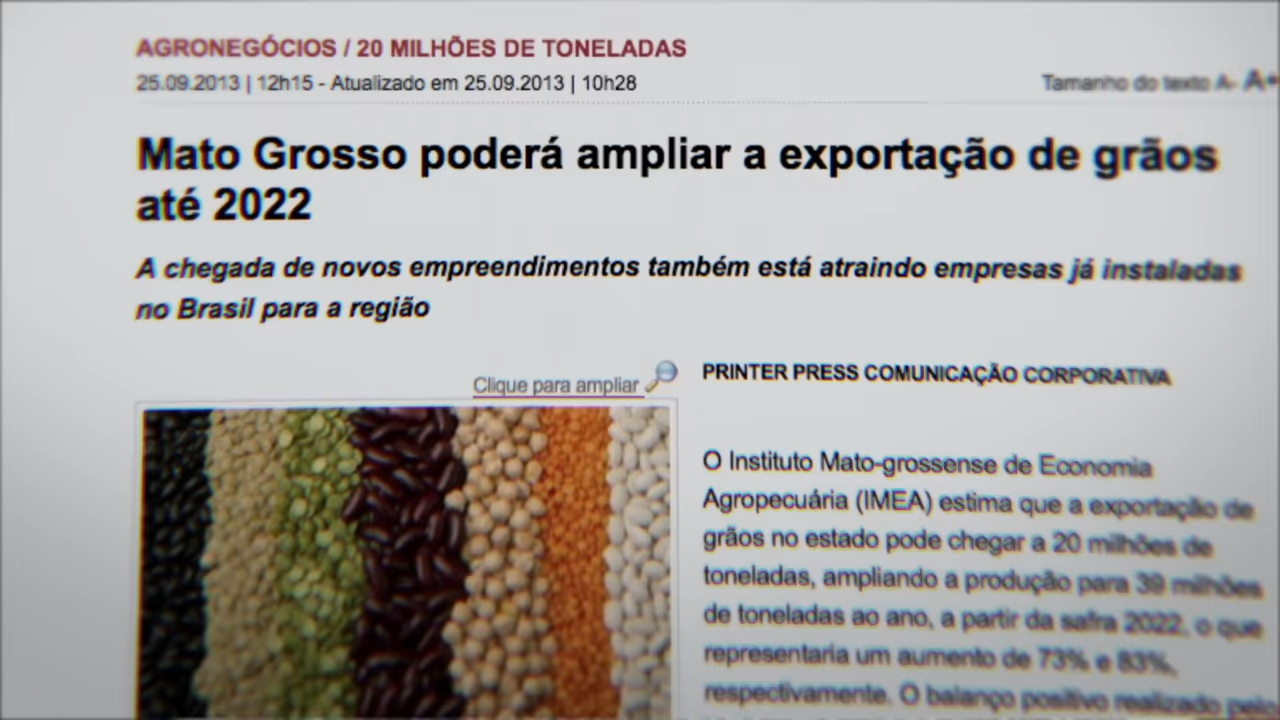 AGRONEGÓCIOS / 20 MILHÕES DE TONELADAS
25.09.2013 | 12h15 - Atualizado em 25.09.2013 | 10h28
Tamanho do texto A- A+
Mato Grosso poderá ampliar a exportação de grãos
até 2022
A chegada de novos empreendimentos também está atraindo empresas já instaladas
no Brasil para a região
Clique para ampliar
PRINTER PRESS COMUNICAÇÃO CORPORATIVA
O Instituto Mato-grossense de Economia
Agropecuária (IMEA) estima que a exportação de
grãos no estado pode chegar a 20 milhões de
toneladas, ampliando a produção para 39 milhões
de toneladas ao ano, a partir da safra 2022, o que
representaria um aumento de 73% e 83%,
respectivamente. O balanço positivo realizado pelo